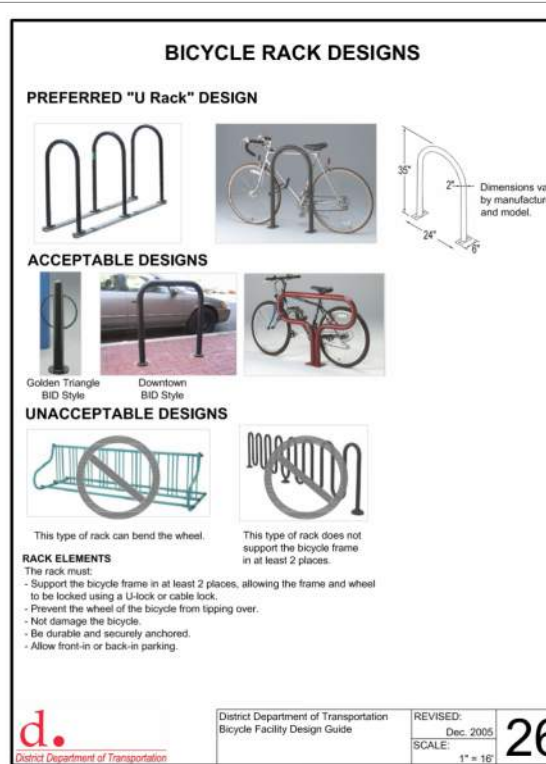 BICYCLE RACK DESIGNS
PREFERRED "U Rack" DESIGN
35"
2"
24"
6"
Dimensions va
by manufactur
and model.
ACCEPTABLE DESIGNS
Golden Triangle
BID Style
Downtown
BID Style
UNACCEPTABLE DESIGNS
This type of rack can bend the wheel.
This type of rack does not
support the bicycle frame
in at least 2 places.
RACK ELEMENTS
The rack must:
- Support the bicycle frame in at least 2 places, allowing the frame and wheel
to be locked using a U-lock or cable lock.
- Prevent the wheel of the bicycle from tipping over.
- Not damage the bicycle.
- Be durable and securely anchored.
- Allow front-in or back-in parking.
d.
District Department of Transportation
District Department of Transportation
Bicycle Facility Design Guide
REVISED:
Dec. 2005
SCALE:
1" = 16'
26